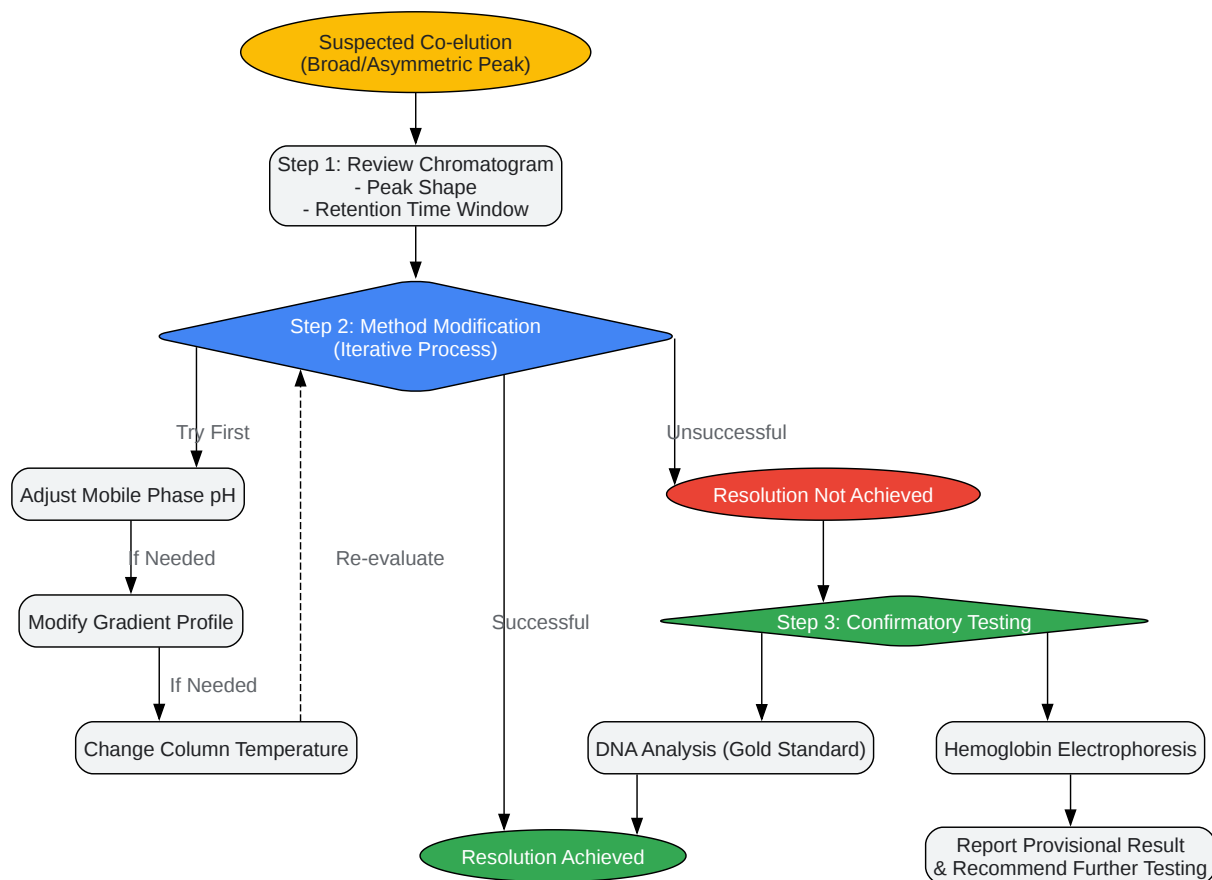 Suspected Co-elution
(Broad/Asymmetric Peak)
Step 1: Review Chromatogram
- Peak Shape
- Retention Time Window
Step 2: Method Modification
(Iterative Process)
Try First
Unsuccessful
Adjust Mobile Phase pH
Resolution Not Achieved
If Needed
Re-evaluate
Modify Gradient Profile
Successful
Step 3: Confirmatory Testing
If Needed
Change Column Temperature
DNA Analysis (Gold Standard)
Hemoglobin Electrophoresis
Resolution Achieved
Report Provisional Result
& Recommend Further Testing